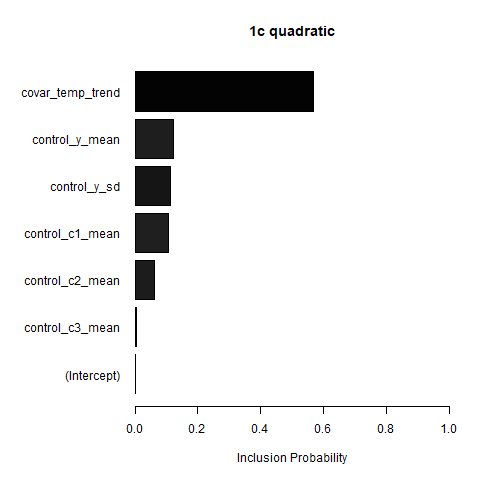 1c quadratic
covar_temp_trend
control_y_mean
control_y_sd
control_c1_mean
control_c2_mean
control_c3_mean
(Intercept)
0.0 0.2 0.4 0.6 0.8 1.0
Inclusion Probability